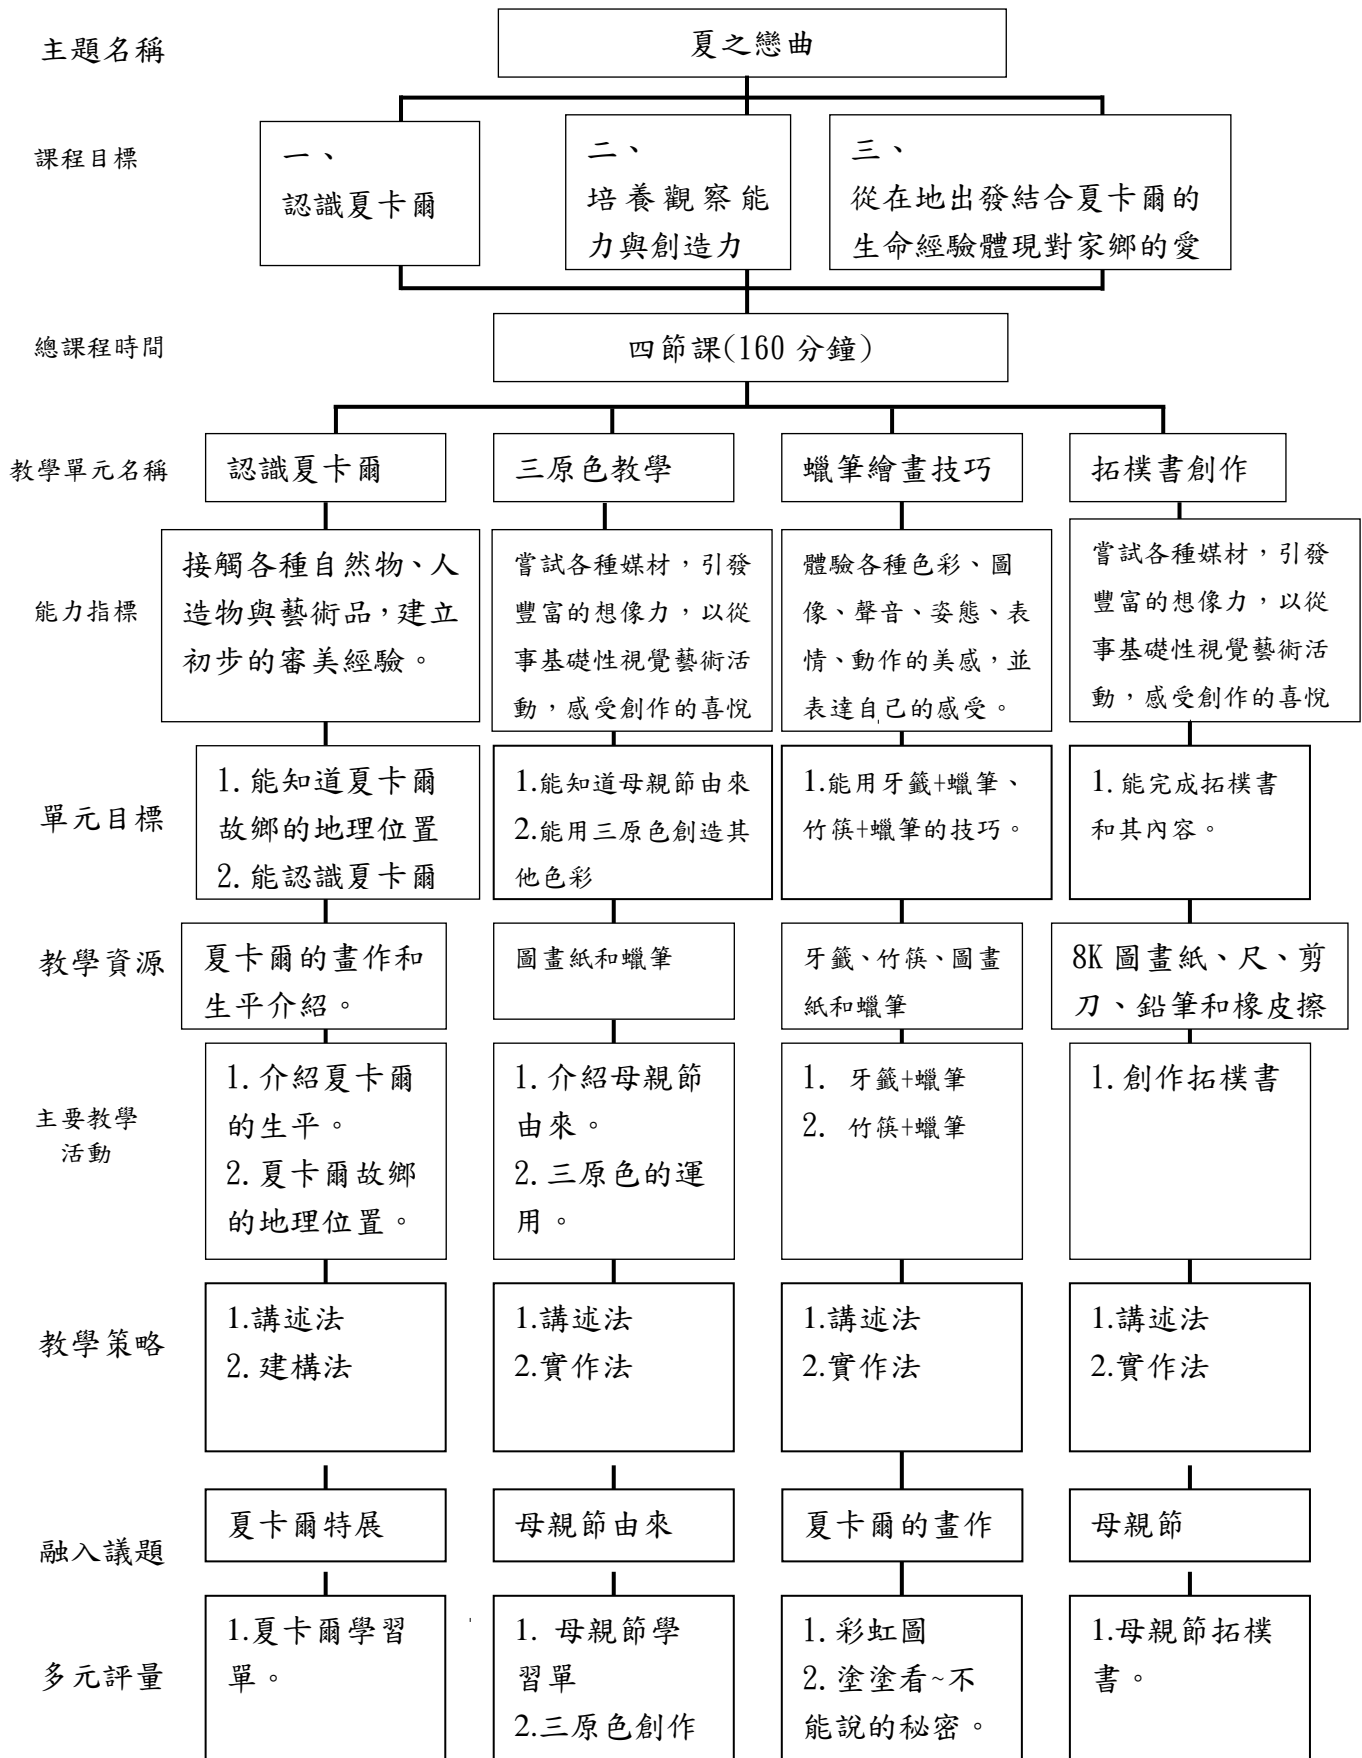 主題名稱
夏之戀曲
課程目標
一、
認識夏卡爾
二、
培養觀察能
力與創造力
三、
從在地出發結合夏卡爾的
生命經驗體現對家鄉的愛
總課程時間
四節課(160 分鐘)
教學單元名稱
認識夏卡爾
三原色教學
蠟筆繪畫技巧
拓樸書創作
能力指標
接觸各種自然物、人
造物與藝術品，建立
初步的審美經驗。
嘗試各種媒材，引發
豐富的想像力，以從
事基礎性視覺藝術活
動，感受創作的喜悅
體驗各種色彩、圖
像、聲音、姿態、表
情、動作的美感，並
表達自己的感受。
嘗試各種媒材，引發
豐富的想像力，以從
事基礎性視覺藝術活
動，感受創作的喜悅
單元目標
1. 能知道夏卡爾
故鄉的地理位置
2. 能認識夏卡爾
1.能知道母親節由來
2.能用三原色創造其
他色彩
1.能用牙籤+蠟筆、
竹筷+蠟筆的技巧。
1. 能完成拓樸書
和其內容。
教學資源
夏卡爾的畫作和
生平介紹。
圖畫紙和蠟筆
牙籤、竹筷、圖畫
紙和蠟筆
8K 圖畫紙、尺、剪
刀、鉛筆和橡皮擦
主要教學
活動
1. 介紹夏卡爾
的生平。
2. 夏卡爾故鄉
的地理位置。
1. 介紹母親節
由來。
2. 三原色的運
用。
1. 牙籤+蠟筆
2. 竹筷+蠟筆
1. 創作拓樸書
教學策略
1.講述法
2. 建構法
1.講述法
2.實作法
1.講述法
2.實作法
1.講述法
2.實作法
融入議題
夏卡爾特展
母親節由來
夏卡爾的畫作
母親節
多元評量
1.夏卡爾學習
單。
1. 母親節學
習單
2.三原色創作
1. 彩虹圖
2. 塗塗看~不
能說的秘密。
1.母親節拓樸
書。